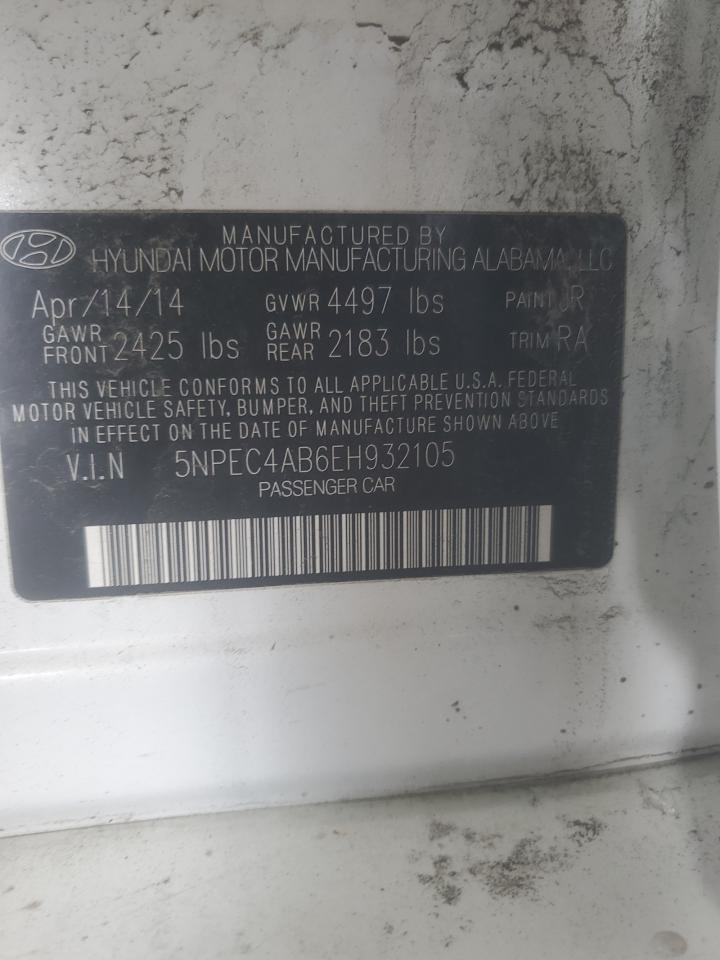 MANUFACTURED BY
HYUNDAI MOTOR MANUFACTURING ALABAMA, LLC
Apr/14/14 GVWR 4497 lbs PAINT JR
GAWR FRONT 2425 lbs GAWR REAR 2183 lbs TRIM RA
THIS VEHICLE CONFORMS TO ALL APPLICABLE U.S.A. FEDERAL
MOTOR VEHICLE SAFETY, BUMPER, AND THEFT PREVENTION STANDARDS
IN EFFECT ON THE DATE OF MANUFACTURE SHOWN ABOVE
V.I.N 5NPEC4AB6EH932105
PASSENGER CAR